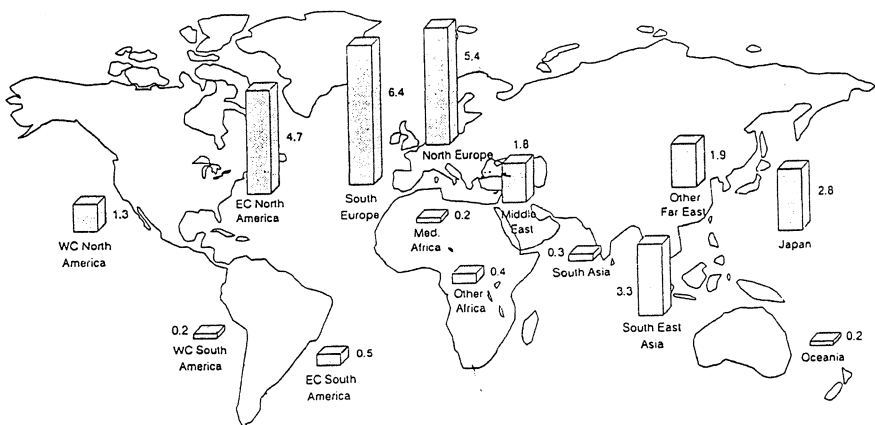 5.4
6.4
4.7
North Europe
1.8
1.9
EC North
America
South
Europe
Middle
East
Other
Far East
2.8
1.3
0.2
Med.
Africa
WC North
America
Japan
0.3
South Asia
0.4
Other
Africa
3.3
South East
Asia
0.2
WC South
America
0.5
EC South
America
0.2
Oceania